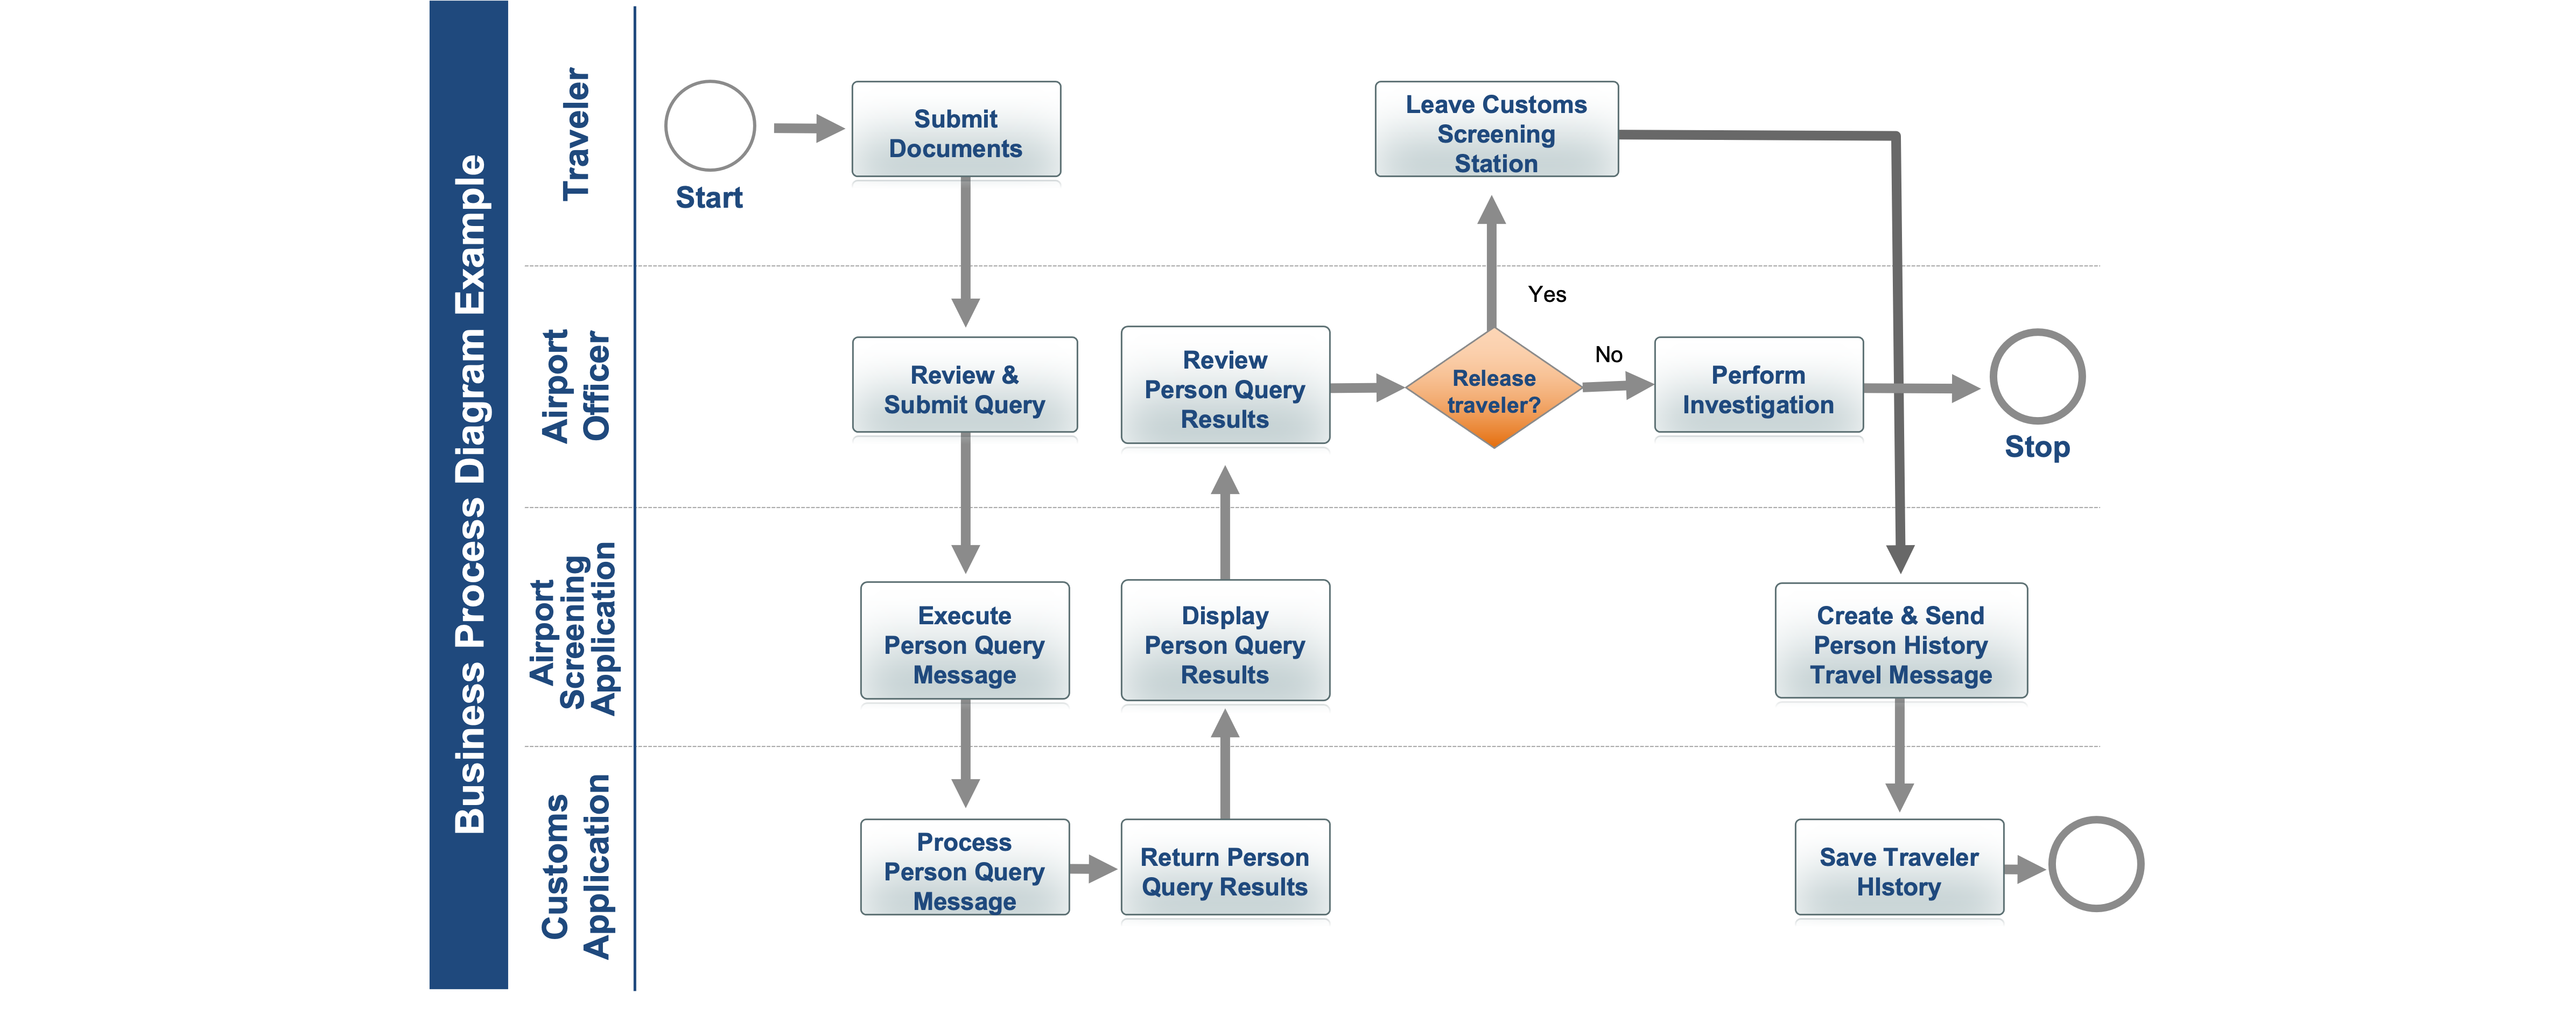 Business Process Diagram Example
Traveler
Start
Submit
Documents
Leave Customs
Screening
Station
Airport
Officer
Review &
Submit Query
Review
Person Query
Results
Release
traveler?
Yes
No
Perform
Investigation
Stop
Airport
Screening
Application
Execute
Person Query
Message
Display
Person Query
Results
Create & Send
Person History
Travel Message
Customs
Application
Process
Person Query
Message
Return Person
Query Results
Save Traveler
HIstory